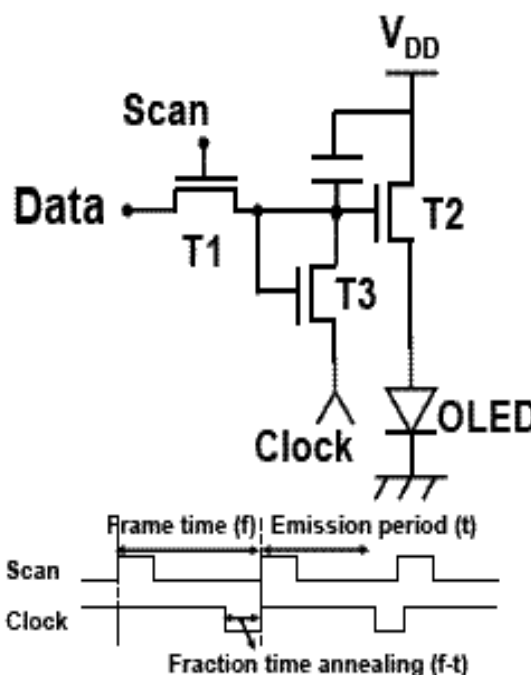 V_DD
Scan
Data
T1
T2
T3
Clock
OLED
Frame time (f)
Emission period (t)
Scan
Clock
Fraction time annealing (f-t)